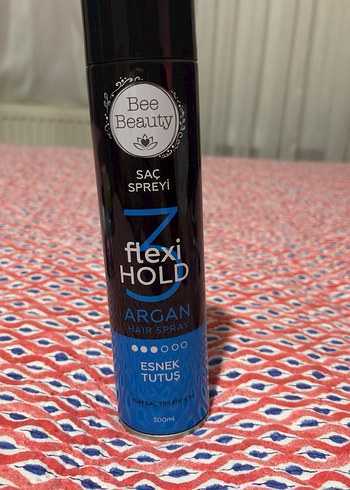 Bee
Beauty
SAÇ
SPREYİ
3
flexi
HOLD
ARGAN
HAIR SPRAY
ESNEK
TUTUŞ
300ml